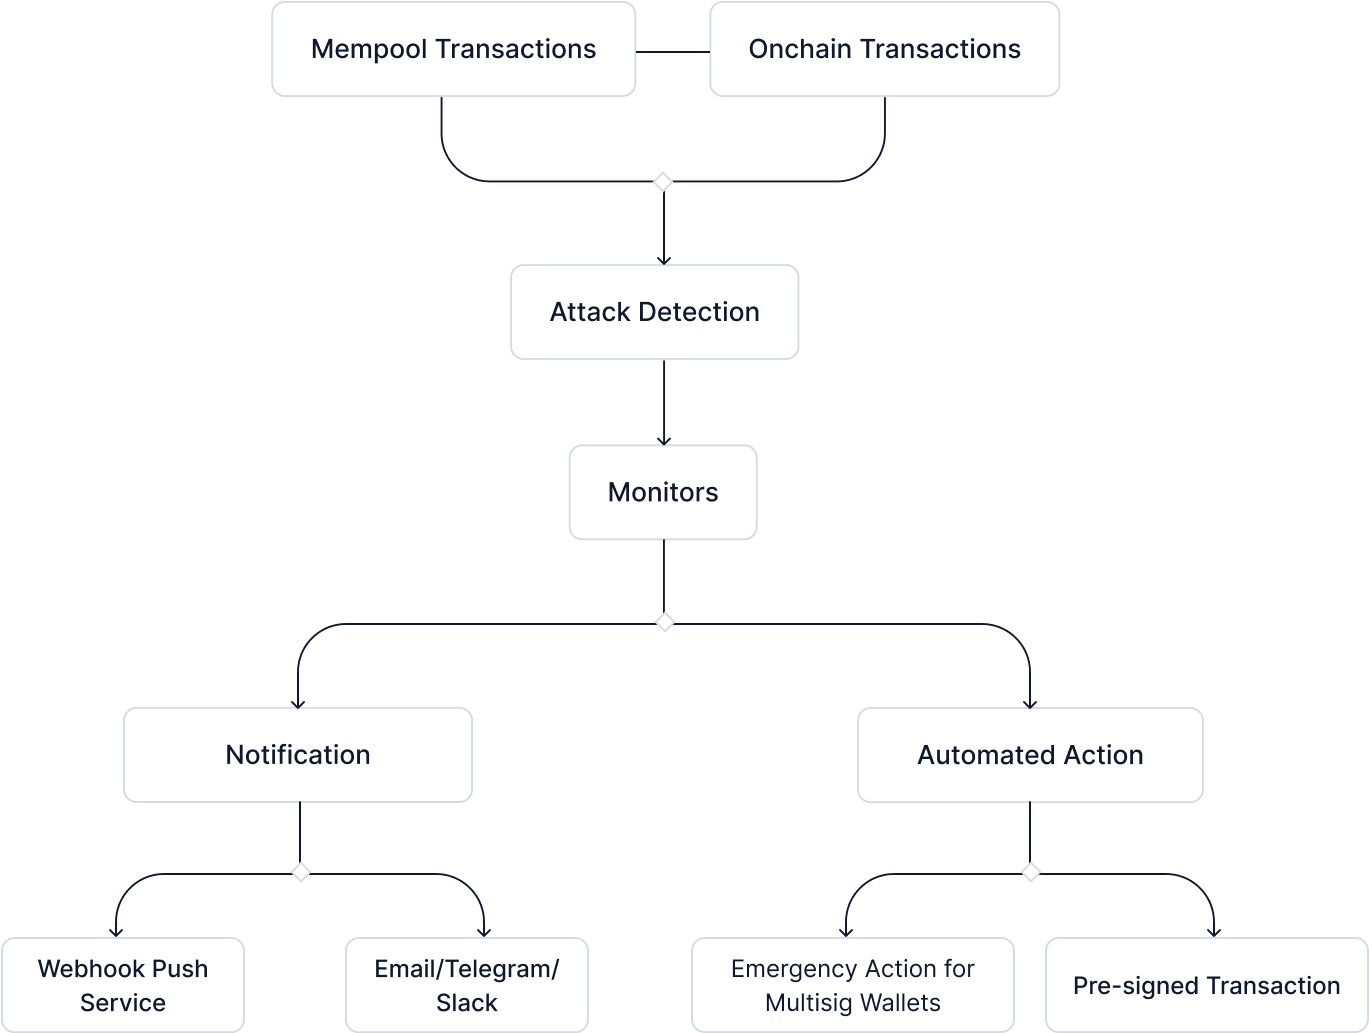 Mempool Transactions
Onchain Transactions
Attack Detection
Monitors
Notification
Automated Action
Webhook Push
Service
Email/Telegram/
Slack
Emergency Action for
Multisig Wallets
Pre-signed Transaction